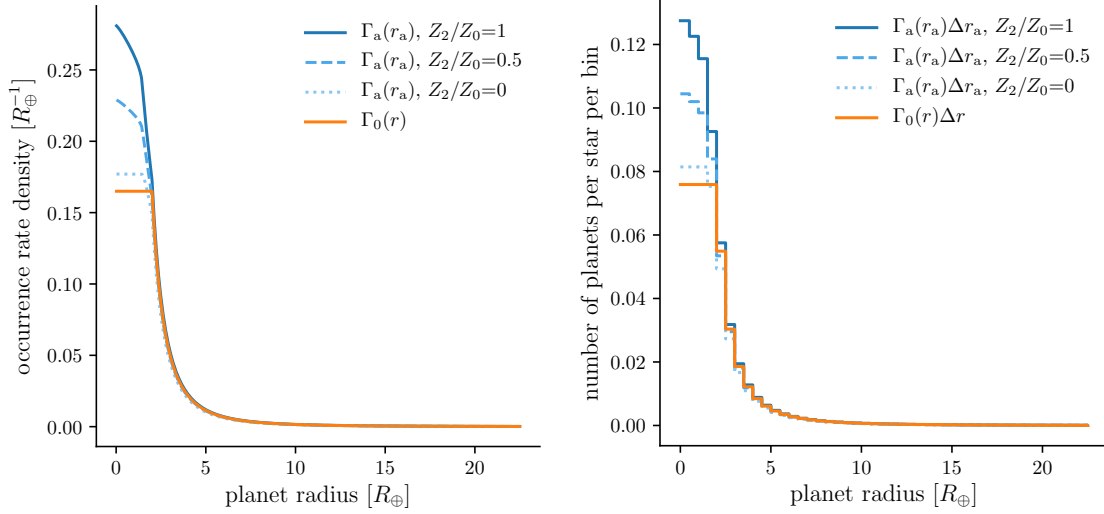 Γₐ(rₐ), Z₂/Z₀=1
Γₐ(rₐ), Z₂/Z₀=0.5
Γₐ(rₐ), Z₂/Z₀=0
Γ₀(r)
occurrence rate density [R⊕⁻¹]
0.25
0.20
0.15
0.10
0.05
0.00
0 5 10 15 20
planet radius [R⊕]
Γₐ(rₐ)Δrₐ, Z₂/Z₀=1
Γₐ(rₐ)Δrₐ, Z₂/Z₀=0.5
Γₐ(rₐ)Δrₐ, Z₂/Z₀=0
Γ₀(r)Δr
number of planets per star per bin
0.12
0.10
0.08
0.06
0.04
0.02
0.00
0 5 10 15 20
planet radius [R⊕]